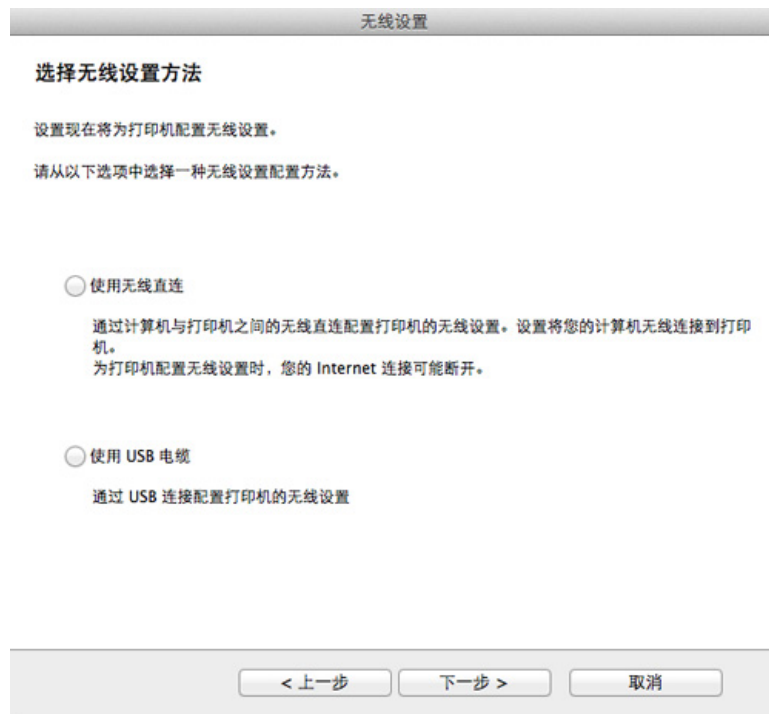 无线设置
选择无线设置方法
设置现在将为打印机配置无线设置。
请从以下选项中选择一种无线设置配置方法。
使用无线直连
通过计算机与打印机之间的无线直连配置打印机的无线设置。设置将您的计算机无线连接到打印
机。
为打印机配置无线设置时，您的 Internet 连接可能断开。
使用 USB 电缆
通过 USB 连接配置打印机的无线设置
< 上一步
下一步 >
取消